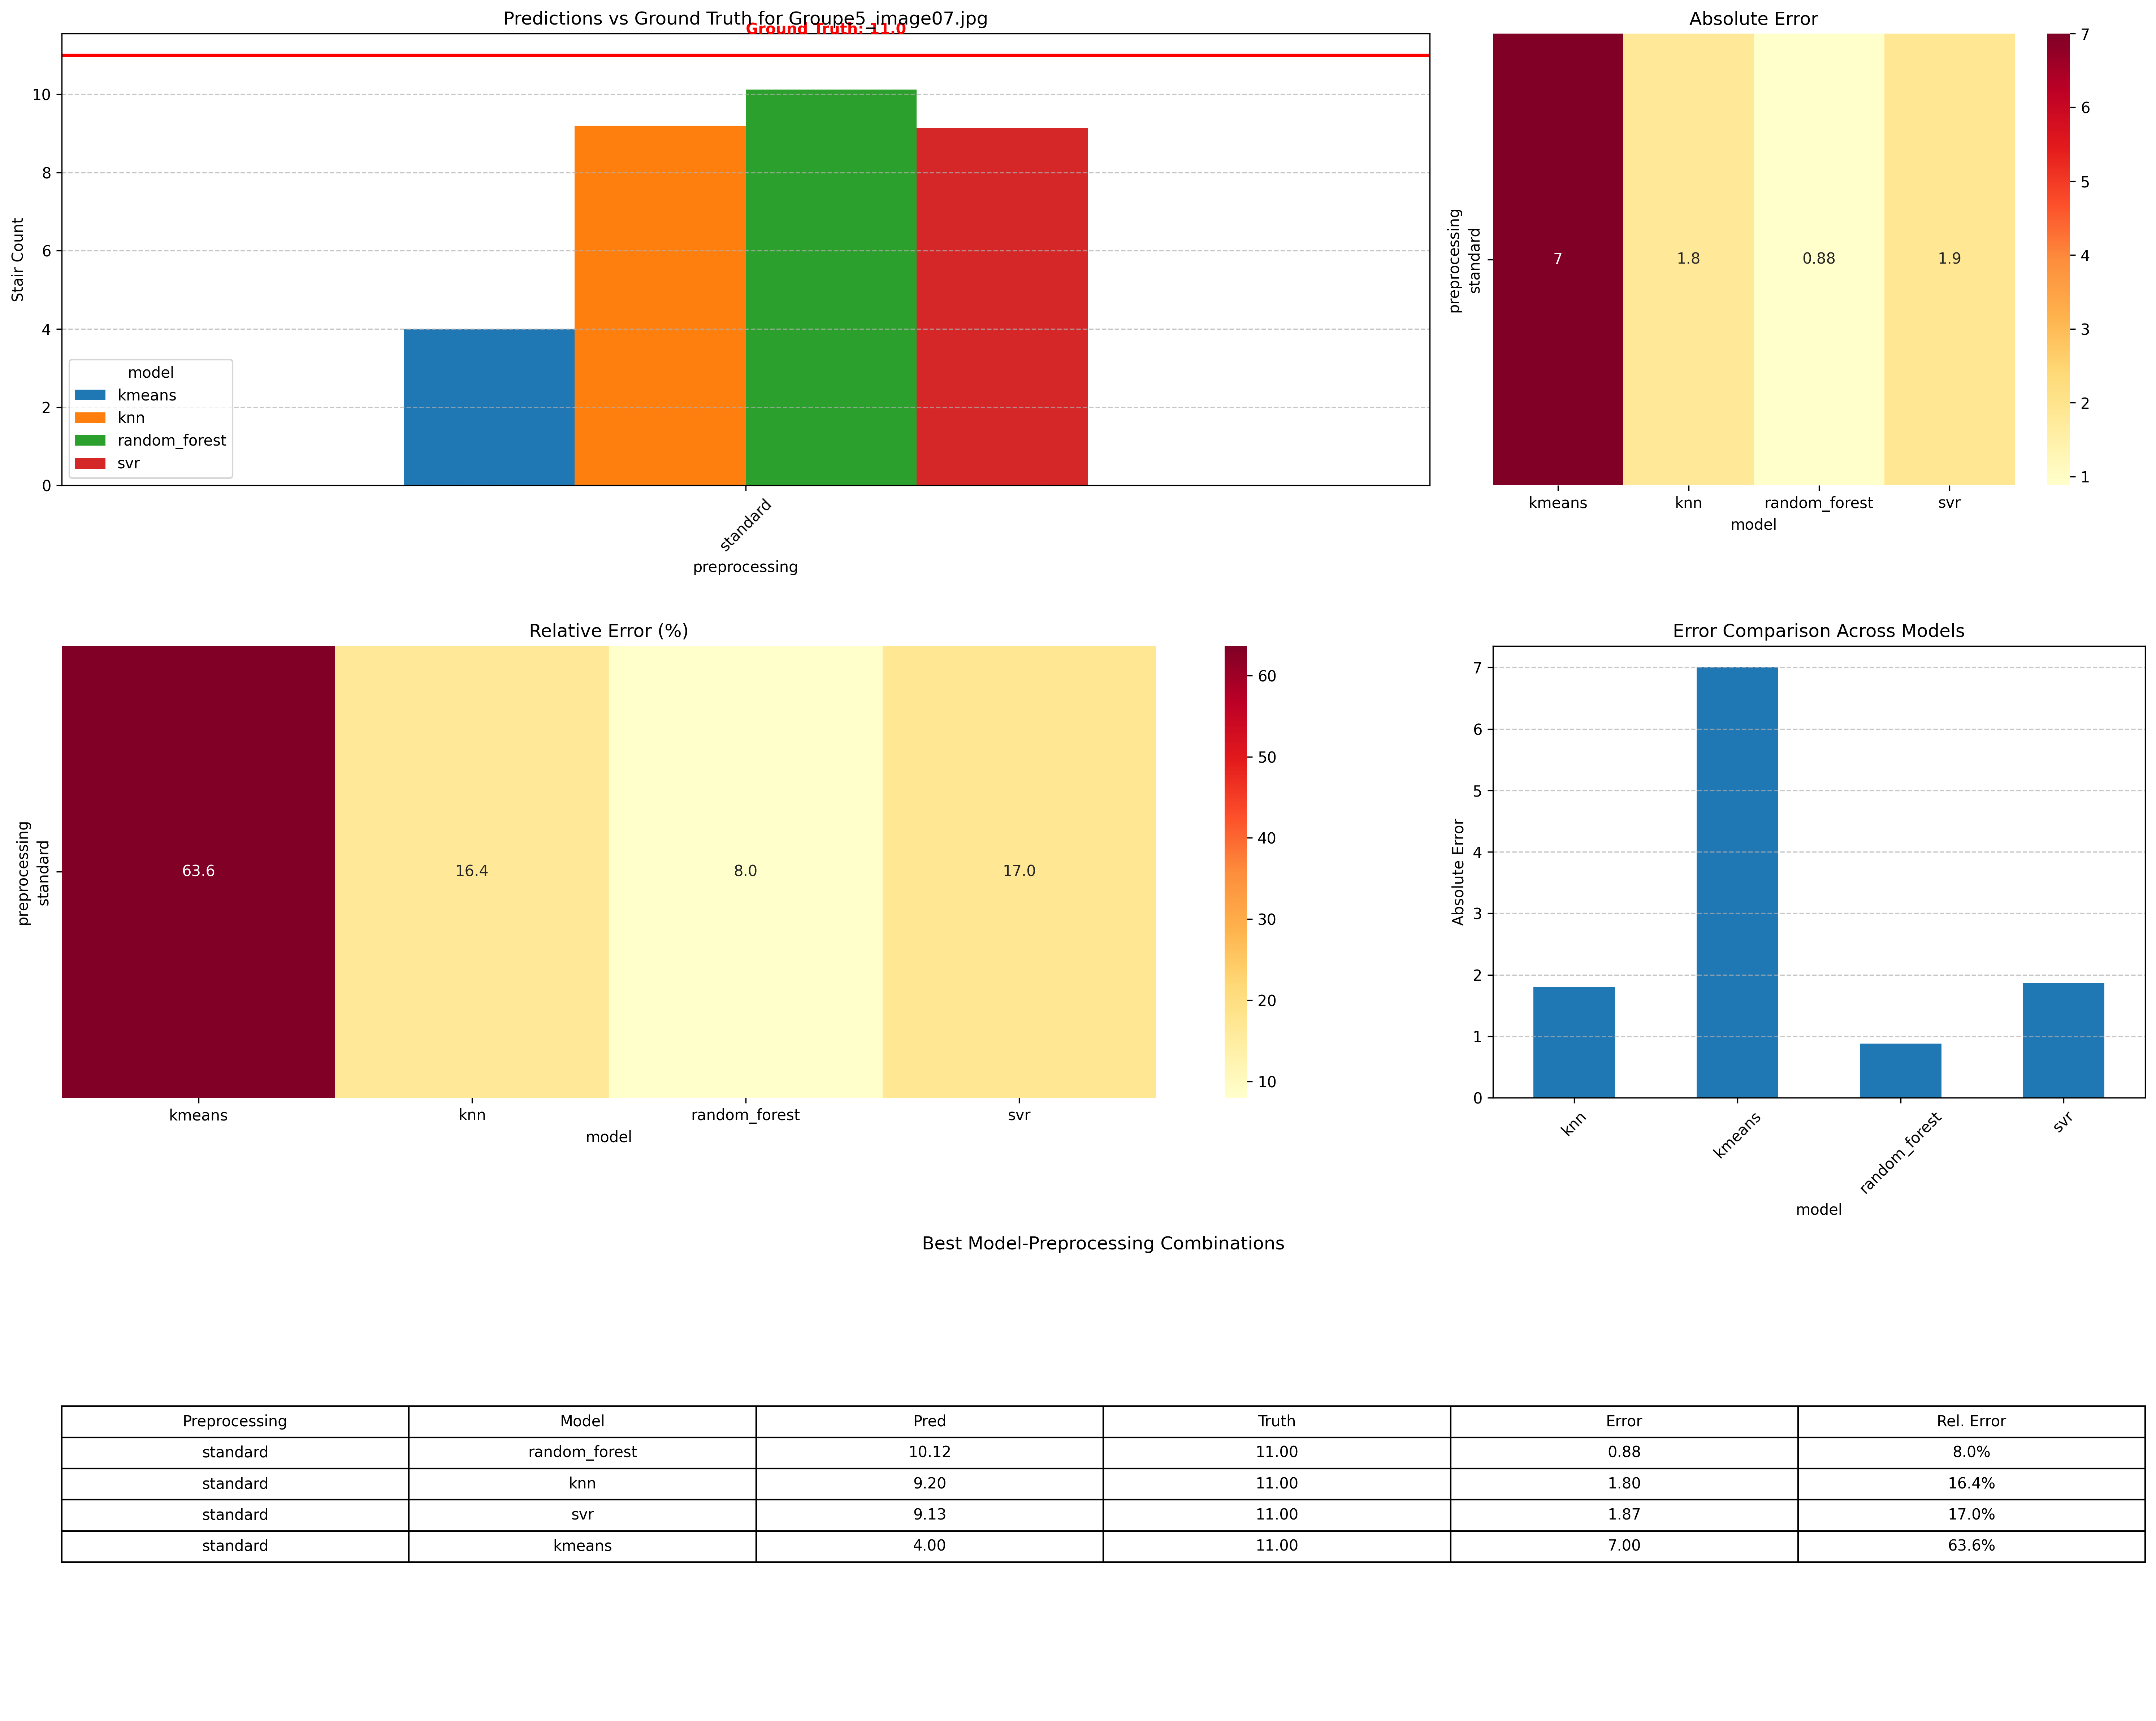 Predictions vs Ground Truth for Groupe5_image07.jpg
Ground Truth: 11.0
10
8
6
4
2
0
Stair Count
model
kmeans
knn
random_forest
svr
standard
preprocessing
Absolute Error
7
1.8
0.88
1.9
preprocessing
standard
kmeans knn random_forest svr
model
7
6
5
4
3
2
1
Relative Error (%)
63.6 16.4 8.0 17.0
preprocessing
standard
kmeans knn random_forest svr
model
60
50
40
30
20
10
Error Comparison Across Models
7
6
5
4
3
2
1
0
Absolute Error
knn kmeans random_forest svr
model
Best Model-Preprocessing Combinations
Preprocessing Model Pred Truth Error Rel. Error
standard random_forest 10.12 11.00 0.88 8.0%
standard knn 9.20 11.00 1.80 16.4%
standard svr 9.13 11.00 1.87 17.0%
standard kmeans 4.00 11.00 7.00 63.6%